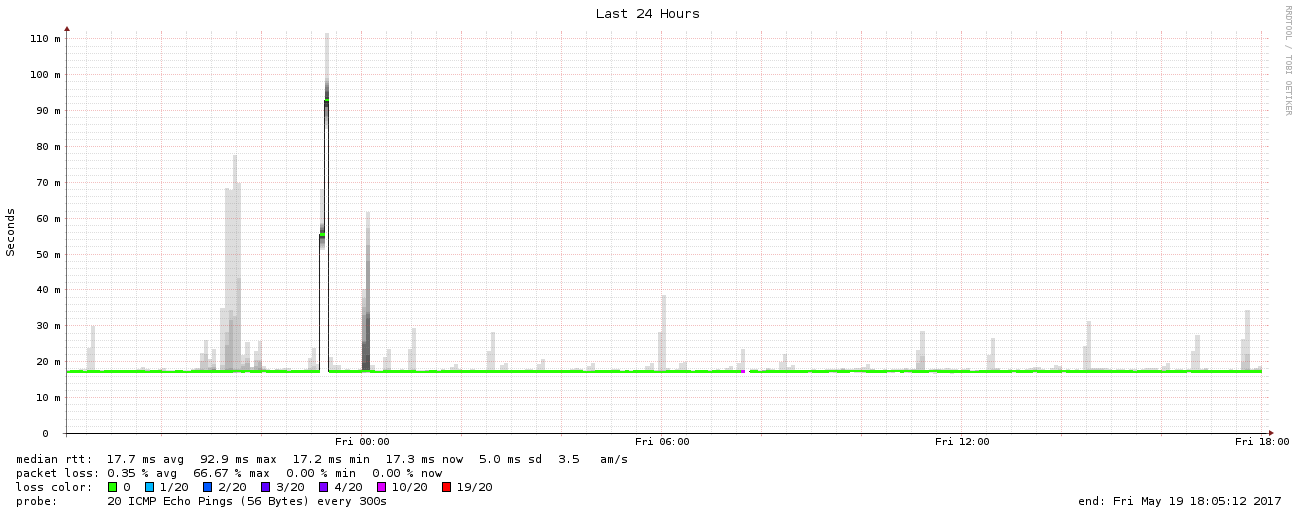 Last 24 Hours
RRDTOOL / TOBI OETIKER
110 m
100 m
90 m
80 m
70 m
60 m
50 m
40 m
30 m
20 m
10 m
0
Seconds
Fri 00:00 Fri 06:00 Fri 12:00 Fri 18:00
median rtt: 17.7 ms avg 92.9 ms max 17.2 ms min 17.3 ms now 5.0 ms sd 3.5 am/s
packet loss: 0.35 % avg 66.67 % max 0.00 % min 0.00 % now
loss color: 0 1/20 2/20 3/20 4/20 10/20 19/20
probe: 20 ICMP Echo Pings (56 Bytes) every 300s end: Fri May 19 18:05:12 2017